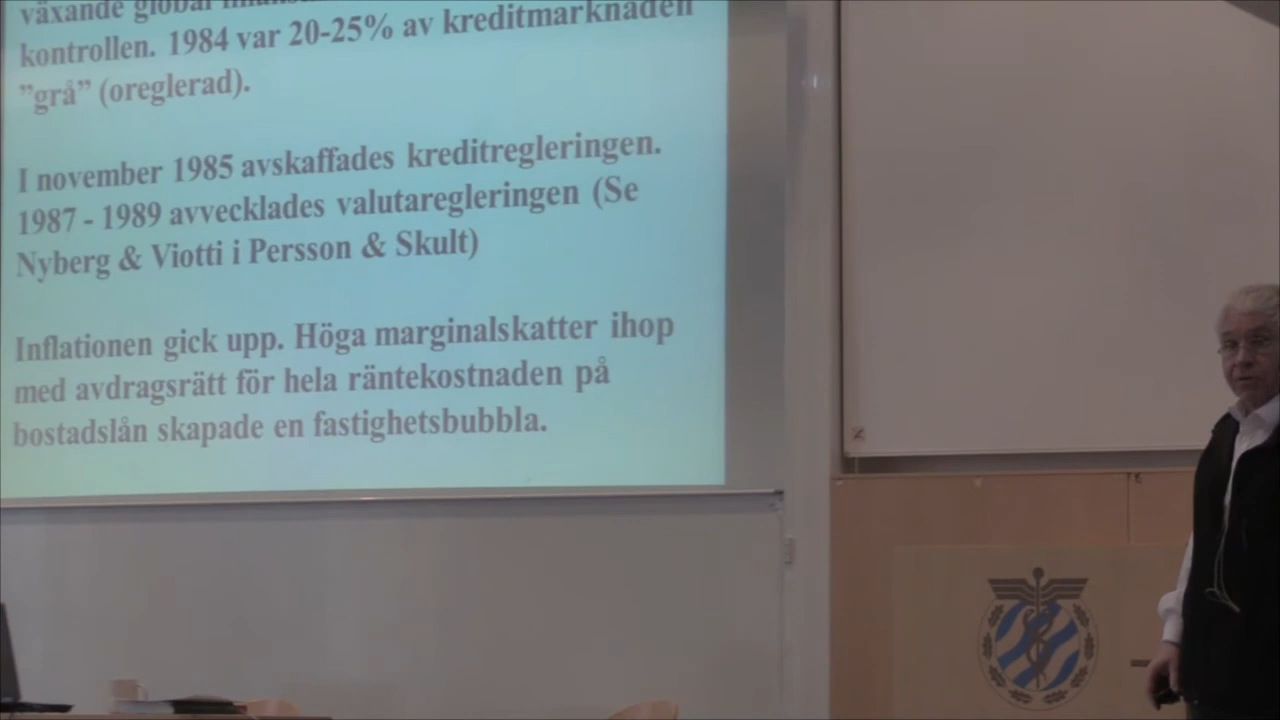 växande global
kontrollen. 1984 var 20-25% av kreditmarknaden
”grå” (oreglerad).
I november 1985 avskaffades kreditregleringen.
1987 - 1989 avvecklades valutaregleringen (Se
Nyberg & Viotti i Persson & Skult)
Inflationen gick upp. Höga marginalskatter ihop
med avdragsrätt för hela räntekostnaden på
bostadslån skapade en fastighetsbubbla.